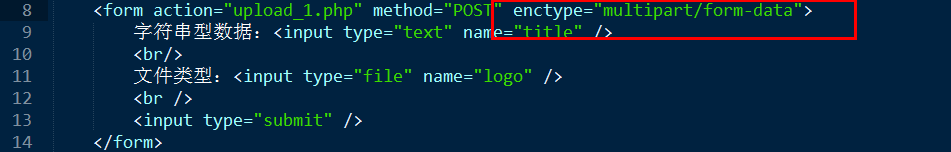 8 <form action="upload_1.php" method="POST" enctype="multipart/form-data">
9 字符串型数据：<input type="text" name="title" />
10 <br/>
11 文件类型：<input type="file" name="logo" />
12 <br />
13 <input type="submit" />
14 </form>